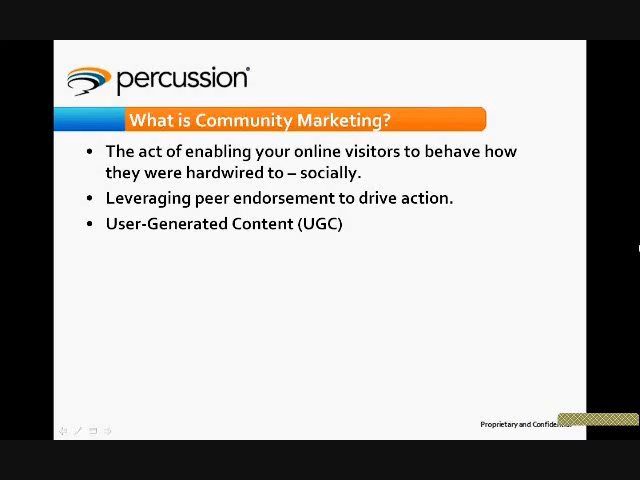 percussion
What is Community Marketing?
• The act of enabling your online visitors to behave how
they were hardwired to – socially.
• Leveraging peer endorsement to drive action.
• User-Generated Content (UGC)
Proprietary and